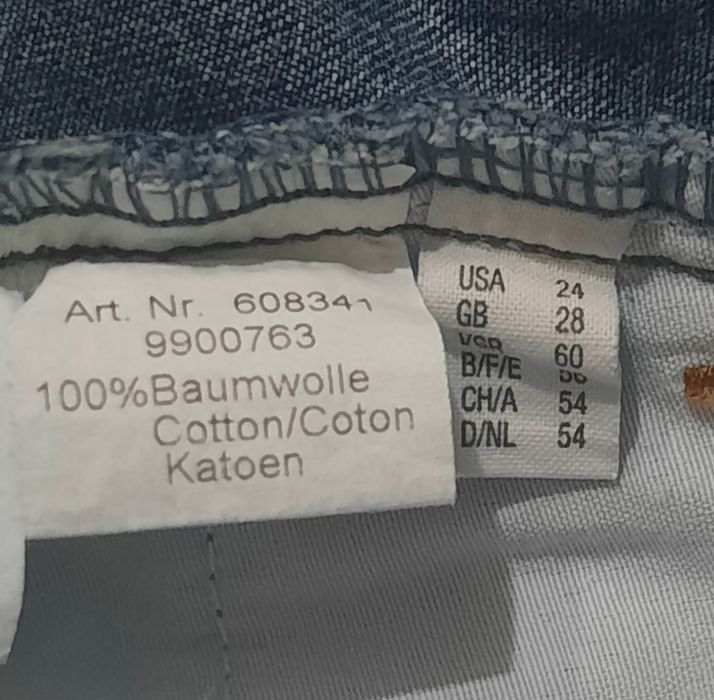 Art. Nr. 608341
9900763
100%Baumwolle
Cotton/Coton
Katoen
USA 24
GB 28
B/F/E 60
CH/A 54
D/NL 54